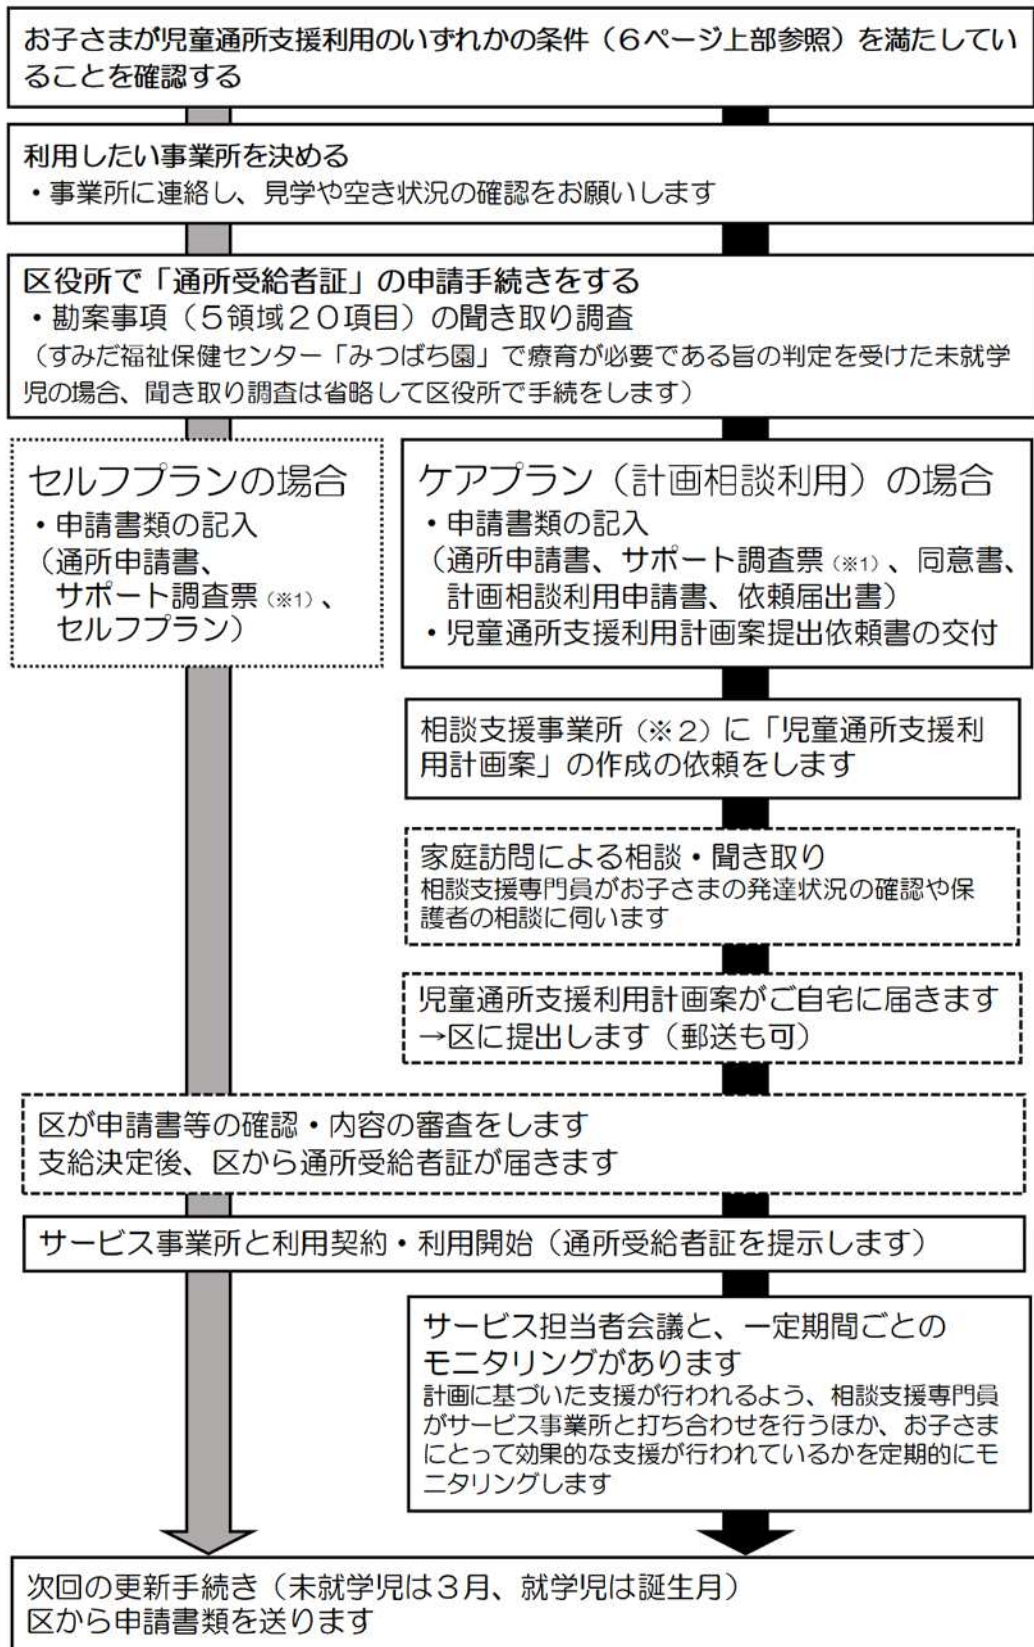 お子さまが児童通所支援利用のいずれかの条件（６ページ上部参照）を満たしてい
ることを確認する
利用したい事業所を決める
・事業所に連絡し、見学や空き状況の確認をお願いします
区役所で「通所受給者証」の申請手続きをする
・勘案事項（５領域２０項目）の聞き取り調査
（すみだ福祉保健センター「みつばち園」で療育が必要である旨の判定を受けた未就学
児の場合、聞き取り調査は省略して区役所で手続をします）
セルフプランの場合
・申請書類の記入
（通所申請書、
サポート調査票（※1）、
セルフプラン）
ケアプラン（計画相談利用）の場合
・申請書類の記入
（通所申請書、サポート調査票（※1）、同意書、
計画相談利用申請書、依頼届出書）
・児童通所支援利用計画案提出依頼書の交付
相談支援事業所（※２）に「児童通所支援利
用計画案」の作成の依頼をします
家庭訪問による相談・聞き取り
相談支援専門員がお子さまの発達状況の確認や保
護者の相談に伺います
児童通所支援利用計画案がご自宅に届きます
→区に提出します（郵送も可）
区が申請書等の確認・内容の審査をします
支給決定後、区から通所受給者証が届きます
サービス事業所と利用契約・利用開始（通所受給者証を提示します）
サービス担当者会議と、一定期間ごとの
モニタリングがあります
計画に基づいた支援が行われるよう、相談支援専門員
がサービス事業所と打ち合わせを行うほか、お子さま
にとって効果的な支援が行われているかを定期的にモ
ニタリングします
次回の更新手続き（未就学児は３月、就学児は誕生月）
区から申請書類を送ります